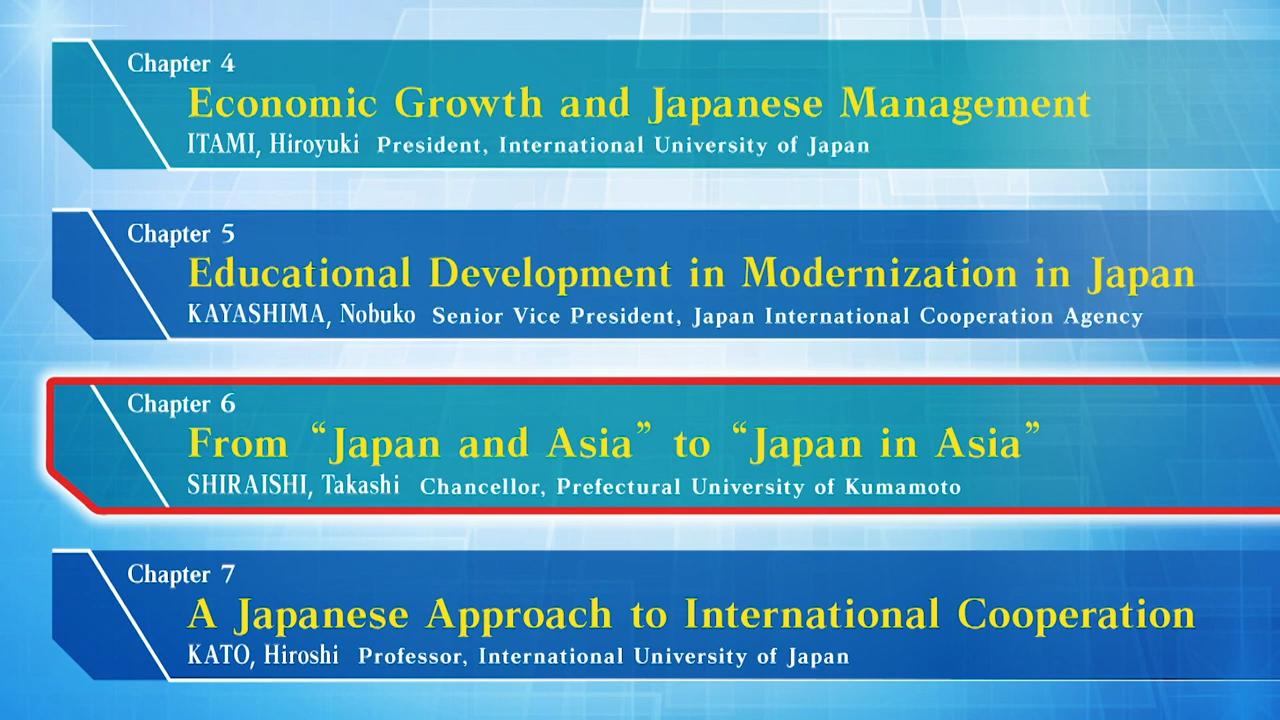 Chapter 4
Economic Growth and Japanese Management
ITAMI, Hiroyuki President, International University of Japan
Chapter 5
Educational Development in Modernization in Japan
KAYASHIMA, Nobuko Senior Vice President, Japan International Cooperation Agency
Chapter 6
From “Japan and Asia” to “Japan in Asia”
SHIRAISHI, Takashi Chancellor, Prefectural University of Kumamoto
Chapter 7
A Japanese Approach to International Cooperation
KATO, Hiroshi Professor, International University of Japan